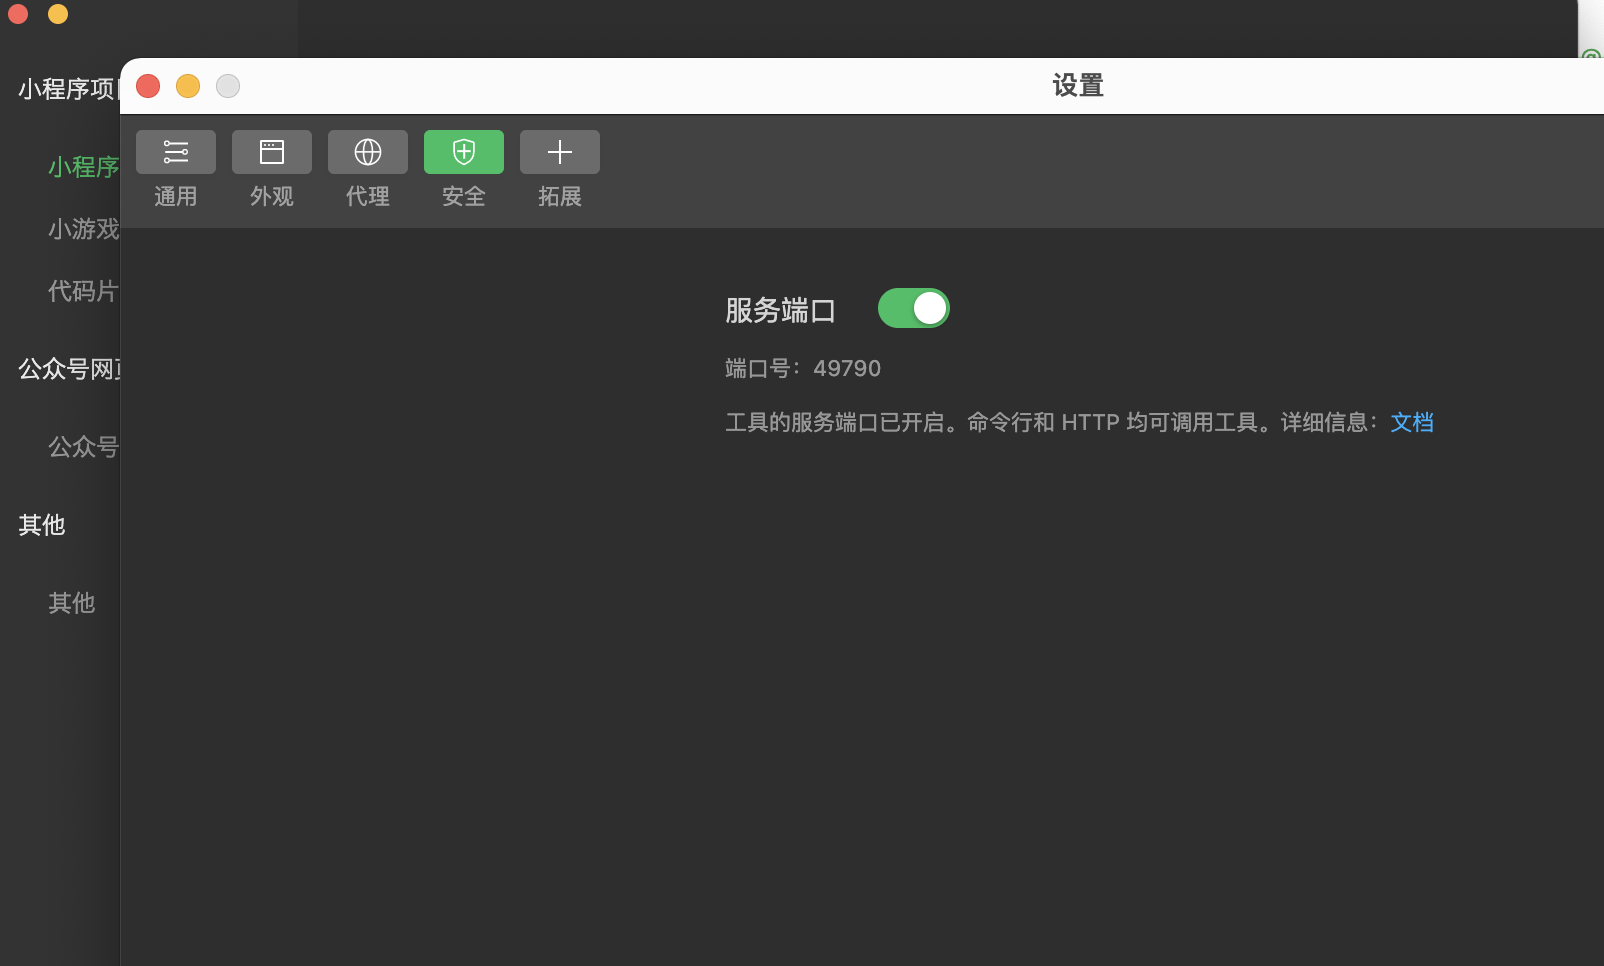 设置
通用
外观
代理
安全
拓展
小程序项
小程序
小游戏
代码片
公众号网
公众号
其他
其他
服务端口
端口号：49790
工具的服务端口已开启。命令行和 HTTP 均可调用工具。详细信息：文档
@